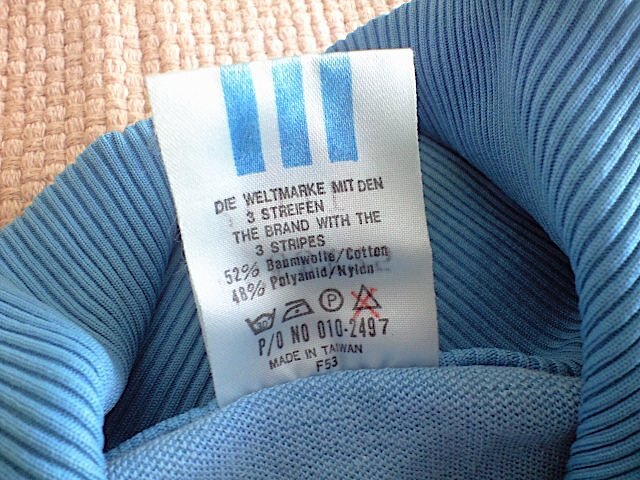 DIE WELTMARKE MIT DEN
3 STREIFEN
THE BRAND WITH THE
3 STRIPES
52% Baumwolle/Cotton
48% Polyamid/Nylon
30 P
P/O NO 010-2497
MADE IN TAIWAN
F53